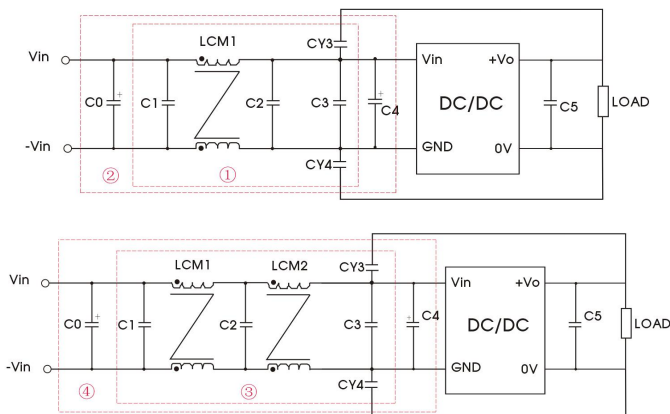 LCM1
CY3
Vin
Vin
+Vo
C0
+
C1
C2
C3
+
C4
DC/DC
C5
LOAD
-Vin
GND
0V
CY4
②
①
LCM1
LCM2
CY3
Vin
Vin
+Vo
C0
+
C1
C2
C3
+
C4
DC/DC
C5
LOAD
-Vin
GND
0V
CY4
④
③